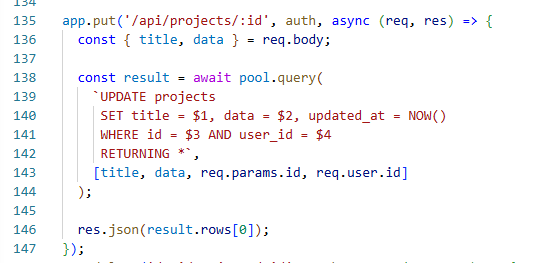 134
135 app.put('/api/projects/:id', auth, async (req, res) => {
136   const { title, data } = req.body;
137
138   const result = await pool.query(
139     `UPDATE projects
140      SET title = $1, data = $2, updated_at = NOW()
141      WHERE id = $3 AND user_id = $4
142      RETURNING *`,
143     [title, data, req.params.id, req.user.id]
144   );
145
146   res.json(result.rows[0]);
147 });